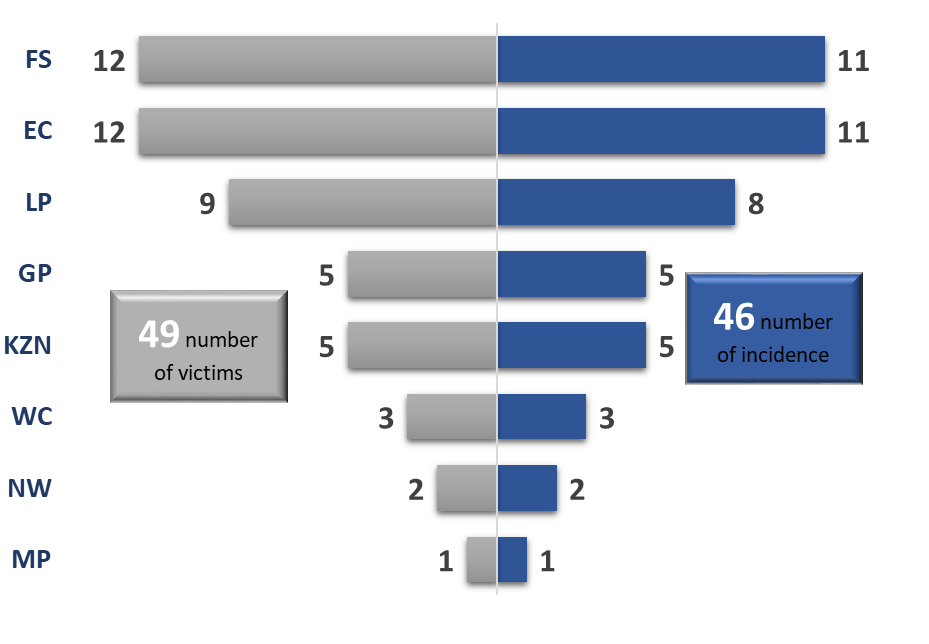 FS 12 11
EC 12 11
LP 9 8
GP 5 5
49 number
of victims
46 number
of incidence
KZN 5 5
WC 3 3
NW 2 2
MP 1 1